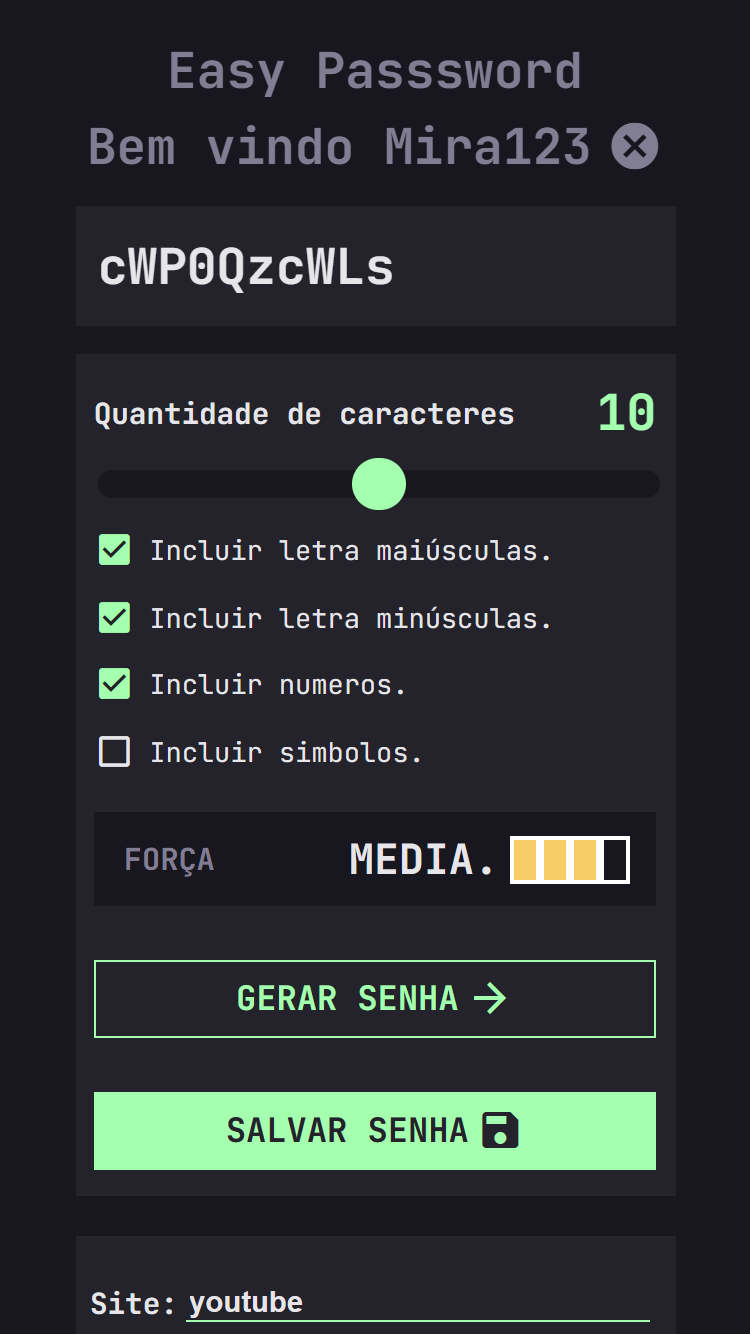 Easy Passsword
Bem vindo Mira123
cWP0QzcWLs
Quantidade de caracteres 10
Incluir letra maiúsculas.
Incluir letra minúsculas.
Incluir numeros.
Incluir simbolos.
FORÇA MEDIA.
GERAR SENHA
SALVAR SENHA
Site: youtube